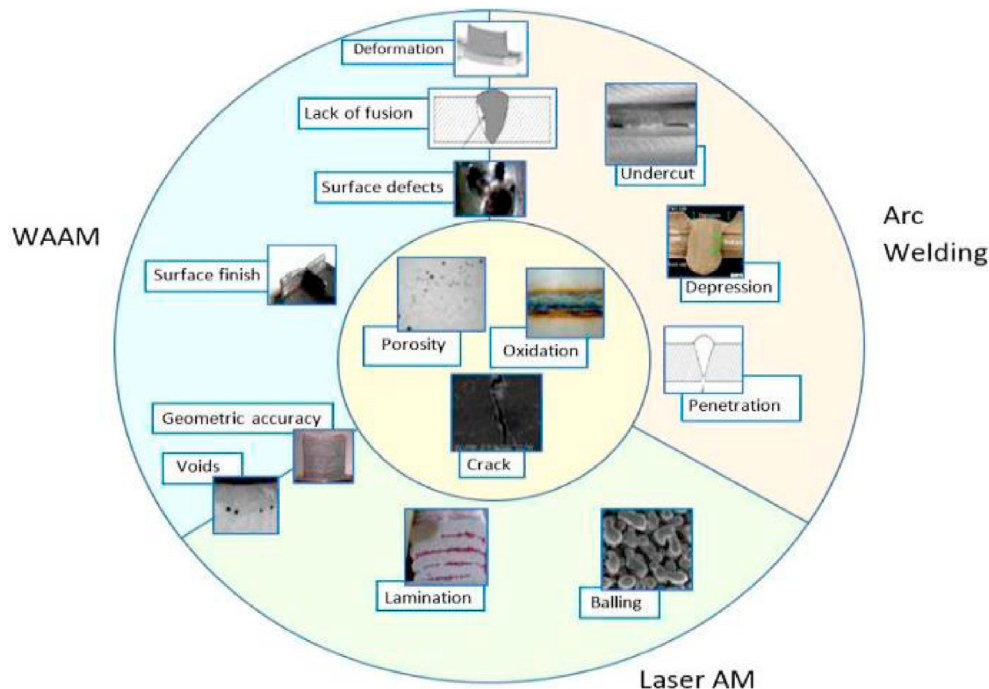 Deformation
Lack of fusion
Surface defects
Undercut
WAAM
Arc
Welding
Surface finish
Depression
Porosity
Oxidation
Penetration
Geometric accuracy
Crack
Voids
Lamination
Balling
Laser AM